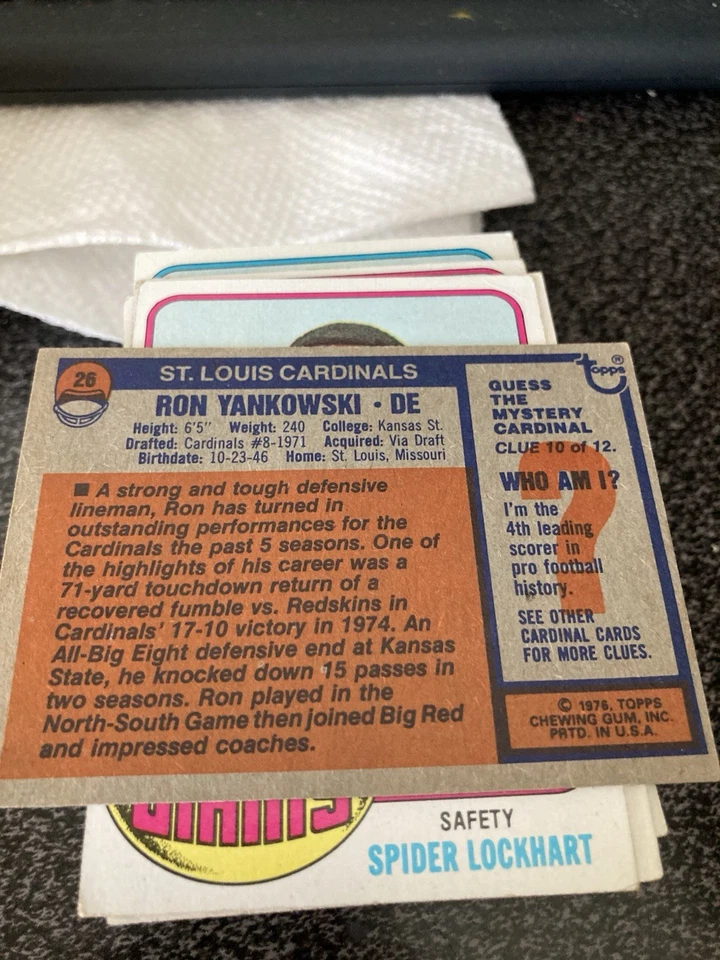 26
ST. LOUIS CARDINALS
RON YANKOWSKI • DE
Height: 6'5" Weight: 240 College: Kansas St.
Drafted: Cardinals #8-1971 Acquired: Via Draft
Birthdate: 10-23-46 Home: St. Louis, Missouri
■ A strong and tough defensive
lineman, Ron has turned in
outstanding performances for the
Cardinals the past 5 seasons. One of
the highlights of his career was a
71-yard touchdown return of a
recovered fumble vs. Redskins in
Cardinals' 17-10 victory in 1974. An
All-Big Eight defensive end at Kansas
State, he knocked down 15 passes in
two seasons. Ron played in the
North-South Game then joined Big Red
and impressed coaches.
topps®
GUESS
THE
MYSTERY
CARDINAL
CLUE 10 of 12.
?
WHO AM I?
I'm the
4th leading
scorer in
pro football
history.
SEE OTHER
CARDINAL CARDS
FOR MORE CLUES.
© 1976, TOPPS
CHEWING GUM, INC.
PRTD. IN U.S.A.
GIANTS
SAFETY
SPIDER LOCKHART